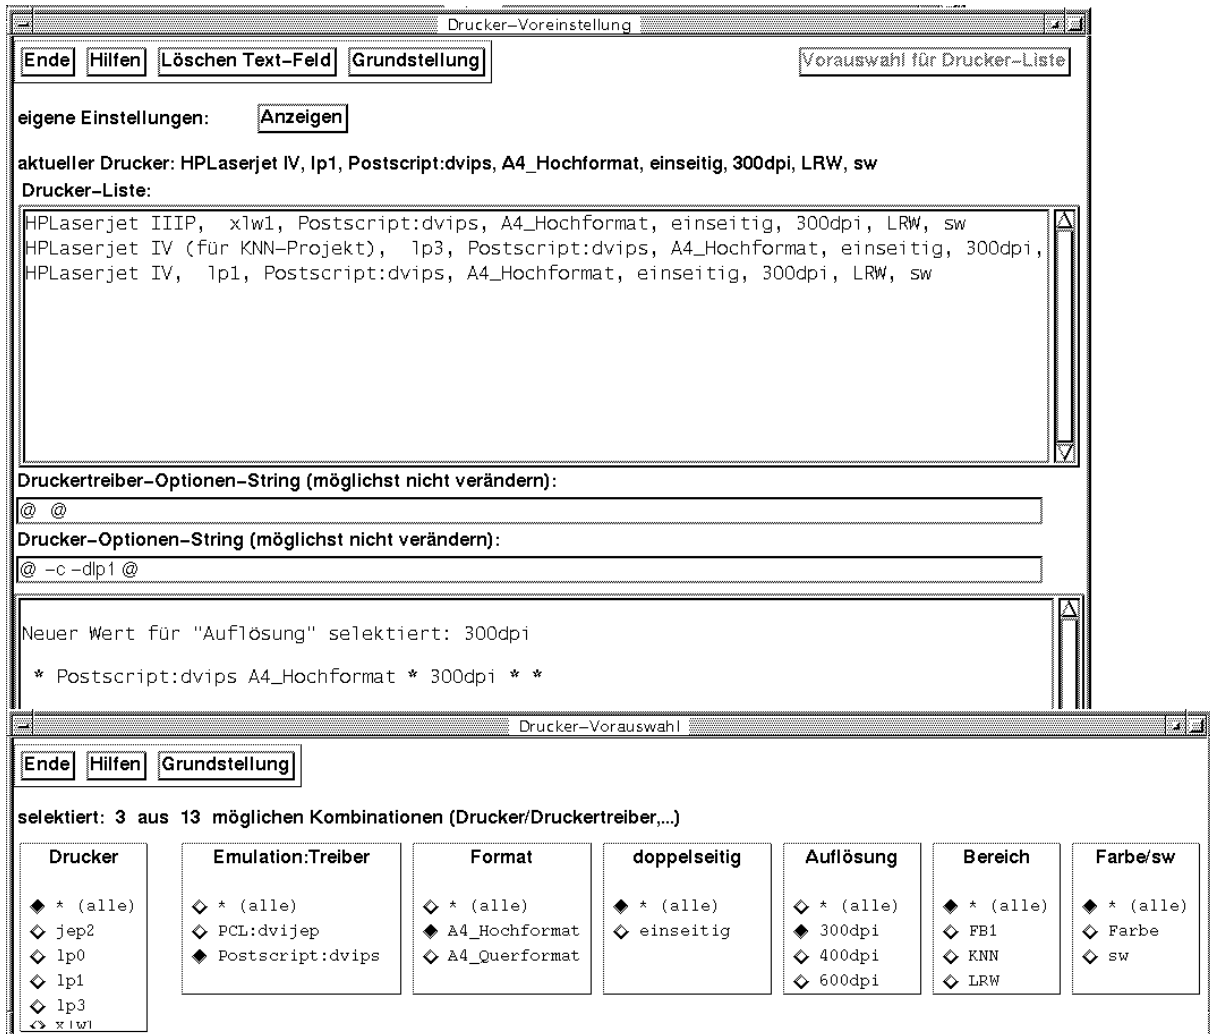 Drucker–Voreinstellung
Ende Hilfen Löschen Text–Feld Grundstellung Vorauswahl für Drucker–Liste
eigene Einstellungen: Anzeigen
aktueller Drucker: HPLaserjet IV, lp1, Postscript:dvips, A4_Hochformat, einseitig, 300dpi, LRW, sw
Drucker–Liste:
HPLaserjet IIIP, xlw1, Postscript:dvips, A4_Hochformat, einseitig, 300dpi, LRW, sw
HPLaserjet IV (für KNN–Projekt), lp3, Postscript:dvips, A4_Hochformat, einseitig, 300dpi,
HPLaserjet IV, lp1, Postscript:dvips, A4_Hochformat, einseitig, 300dpi, LRW, sw
Druckertreiber–Optionen–String (möglichst nicht verändern):
@ @
Drucker–Optionen–String (möglichst nicht verändern):
@ –c –dlp1 @
Neuer Wert für "Auflösung" selektiert: 300dpi
* Postscript:dvips A4_Hochformat * 300dpi * *
Drucker–Vorauswahl
Ende Hilfen Grundstellung
selektiert: 3 aus 13 möglichen Kombinationen (Drucker/Druckertreiber,...)
Drucker Emulation:Treiber Format doppelseitig Auflösung Bereich Farbe/sw
* (alle) * (alle) * (alle) * (alle) * (alle) * (alle) * (alle)
jep2 PCL:dvijep A4_Hochformat einseitig 300dpi FB1 Farbe
lp0 Postscript:dvips A4_Querformat 400dpi KNN sw
lp1 600dpi LRW
lp3
xlw1